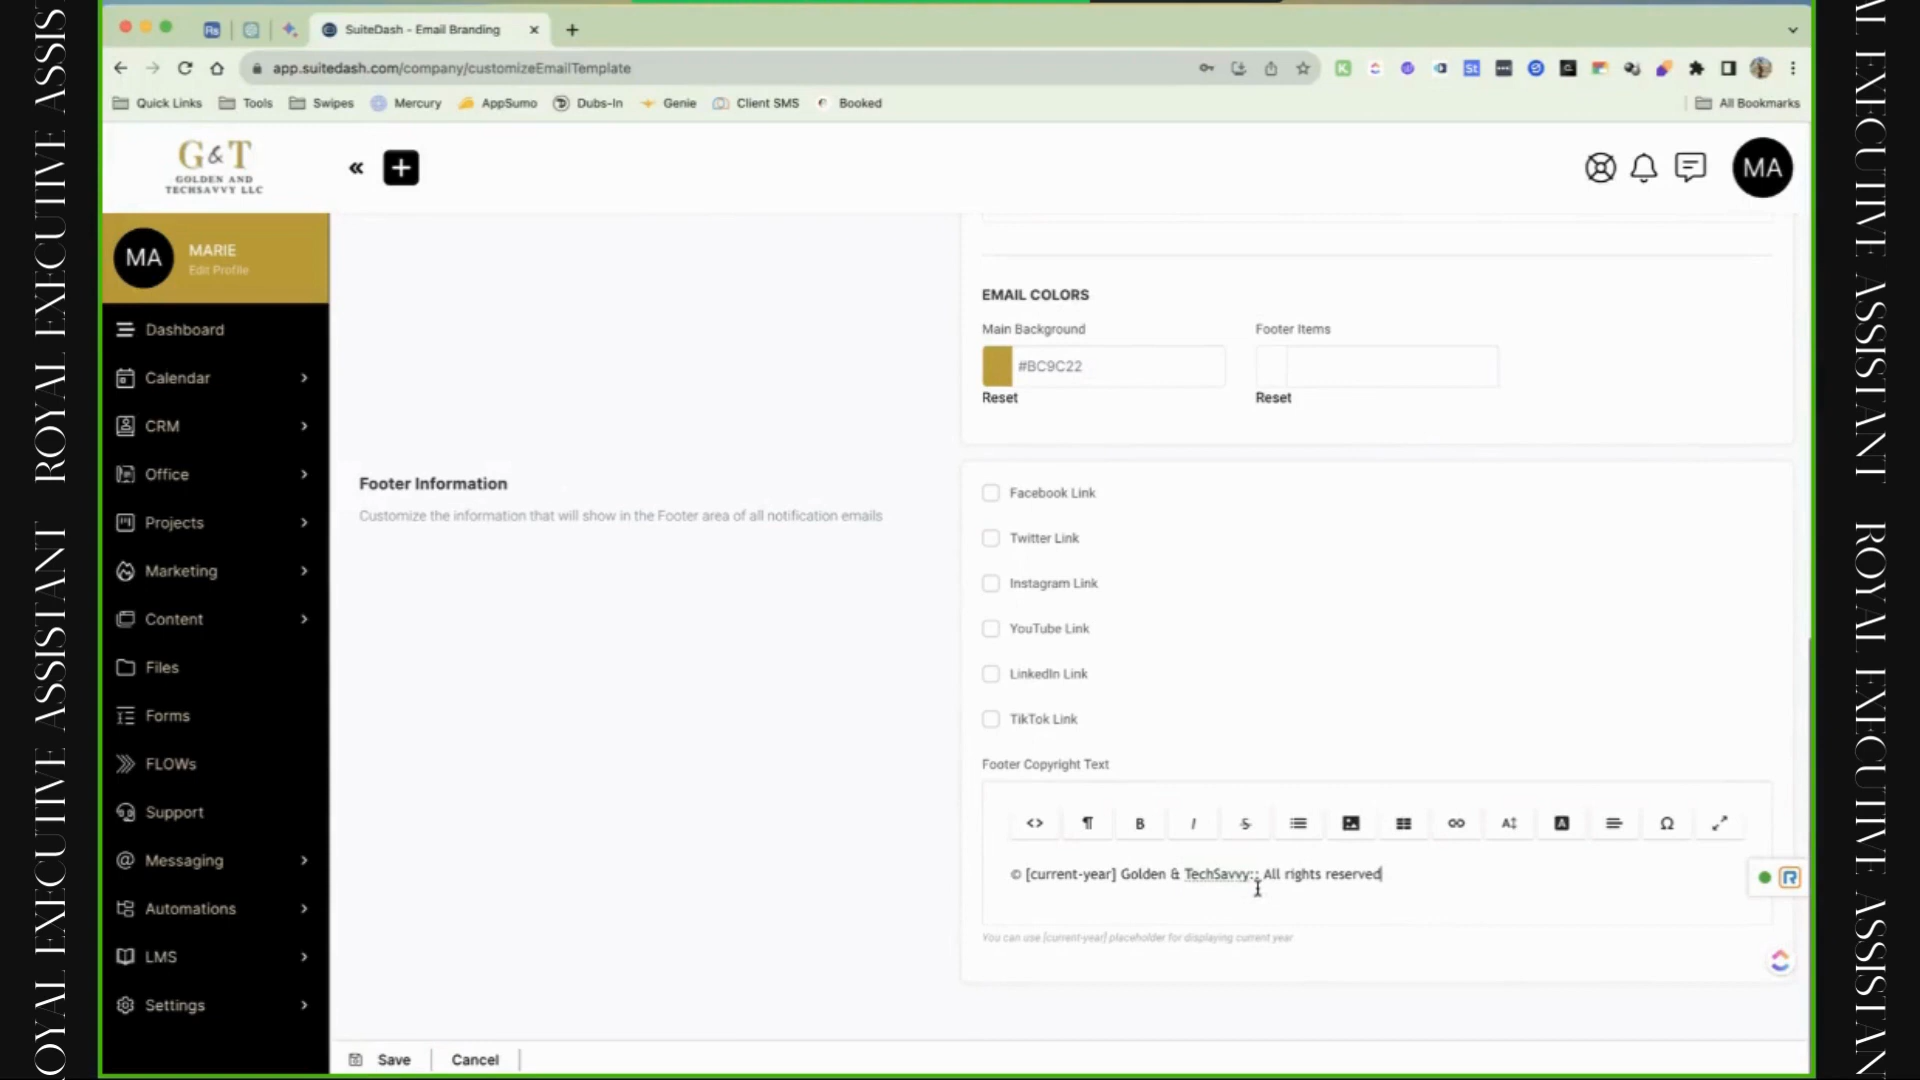 SuiteDash - Email Branding
app.suitedash.com/company/customizeEmailTemplate
Quick Links
Tools
Swipes
Mercury
AppSumo
Dubs-In
Genie
Client SMS
Booked
All Bookmarks
G&T
GOLDEN AND
TECHSAVVY LLC
MA
MA
MARIE
Edit Profile
Dashboard
Calendar
CRM
Office
Projects
Marketing
Content
Files
Forms
FLOWs
Support
Messaging
Automations
LMS
Settings
EMAIL COLORS
Main Background
Footer Items
#BC9C22
Reset
Reset
Footer Information
Customize the information that will show in the Footer area of all notification emails
Facebook Link
Twitter Link
Instagram Link
YouTube Link
LinkedIn Link
TikTok Link
Footer Copyright Text
© [current-year] Golden & TechSavvy:: All rights reserved
You can use [current-year] placeholder for displaying current year
Save
Cancel
ROYAL EXECUTIVE ASSISTANT
ROYAL EXECUTIVE ASSISTANT